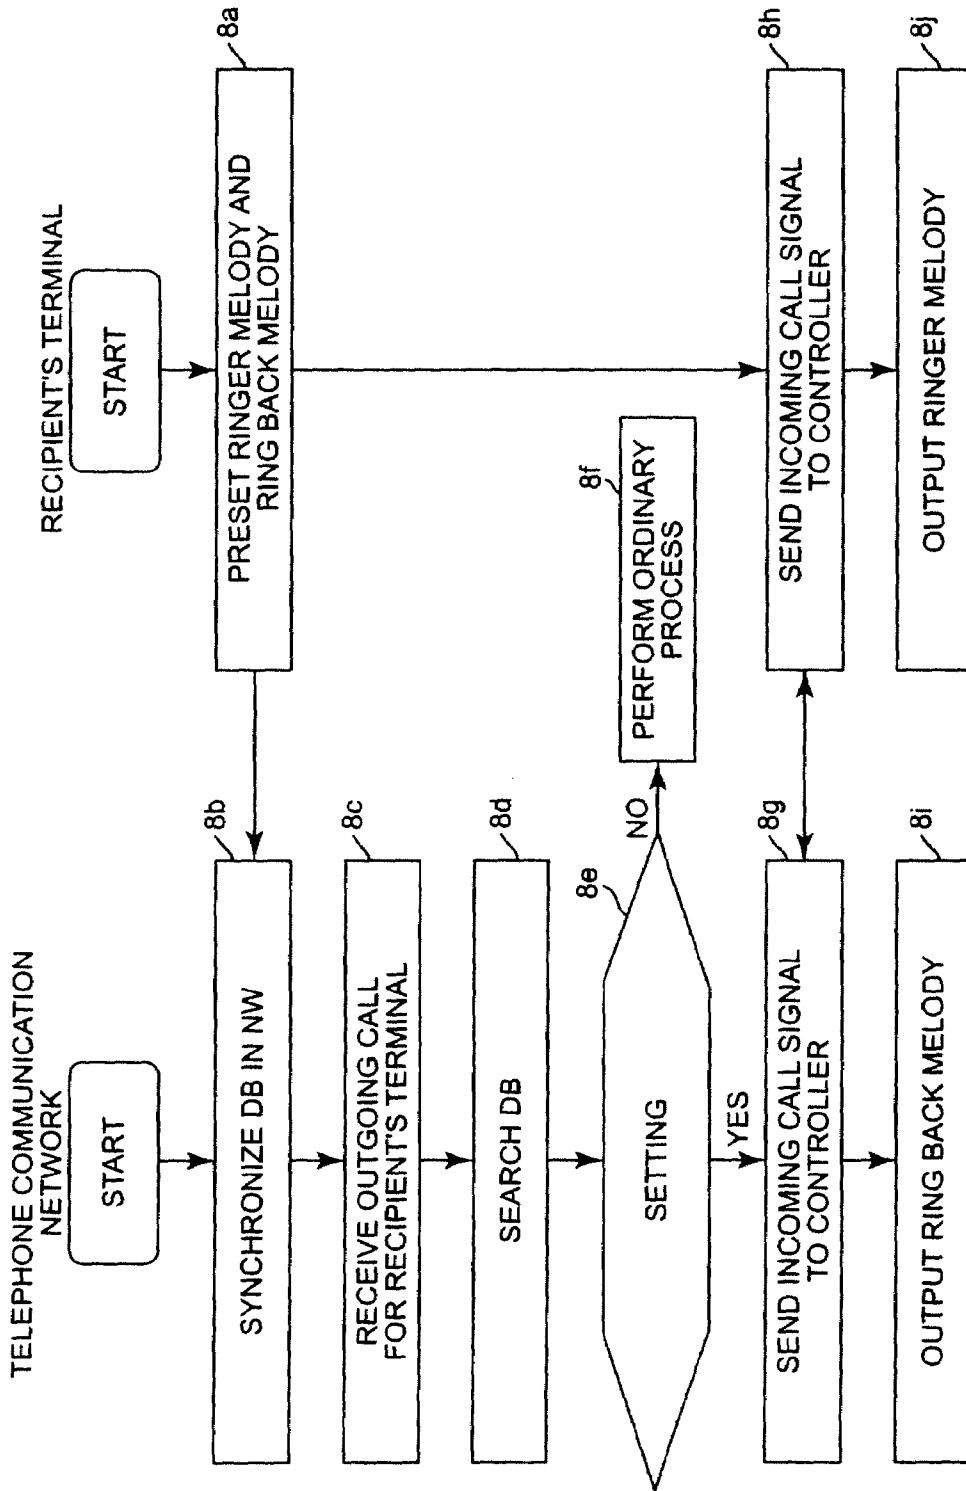 TELEPHONE COMMUNICATION
NETWORK
START
8b
SYNCHRONIZE DB IN NW
8c
RECEIVE OUTGOING CALL
FOR RECIPIENT'S TERMINAL
8d
SEARCH DB
8e
SETTING
NO
YES
8f
PERFORM ORDINARY
PROCESS
8g
SEND INCOMING CALL SIGNAL
TO CONTROLLER
8i
OUTPUT RING BACK MELODY
RECIPIENT'S TERMINAL
START
8a
PRESET RINGER MELODY AND
RING BACK MELODY
8h
SEND INCOMING CALL SIGNAL
TO CONTROLLER
8j
OUTPUT RINGER MELODY